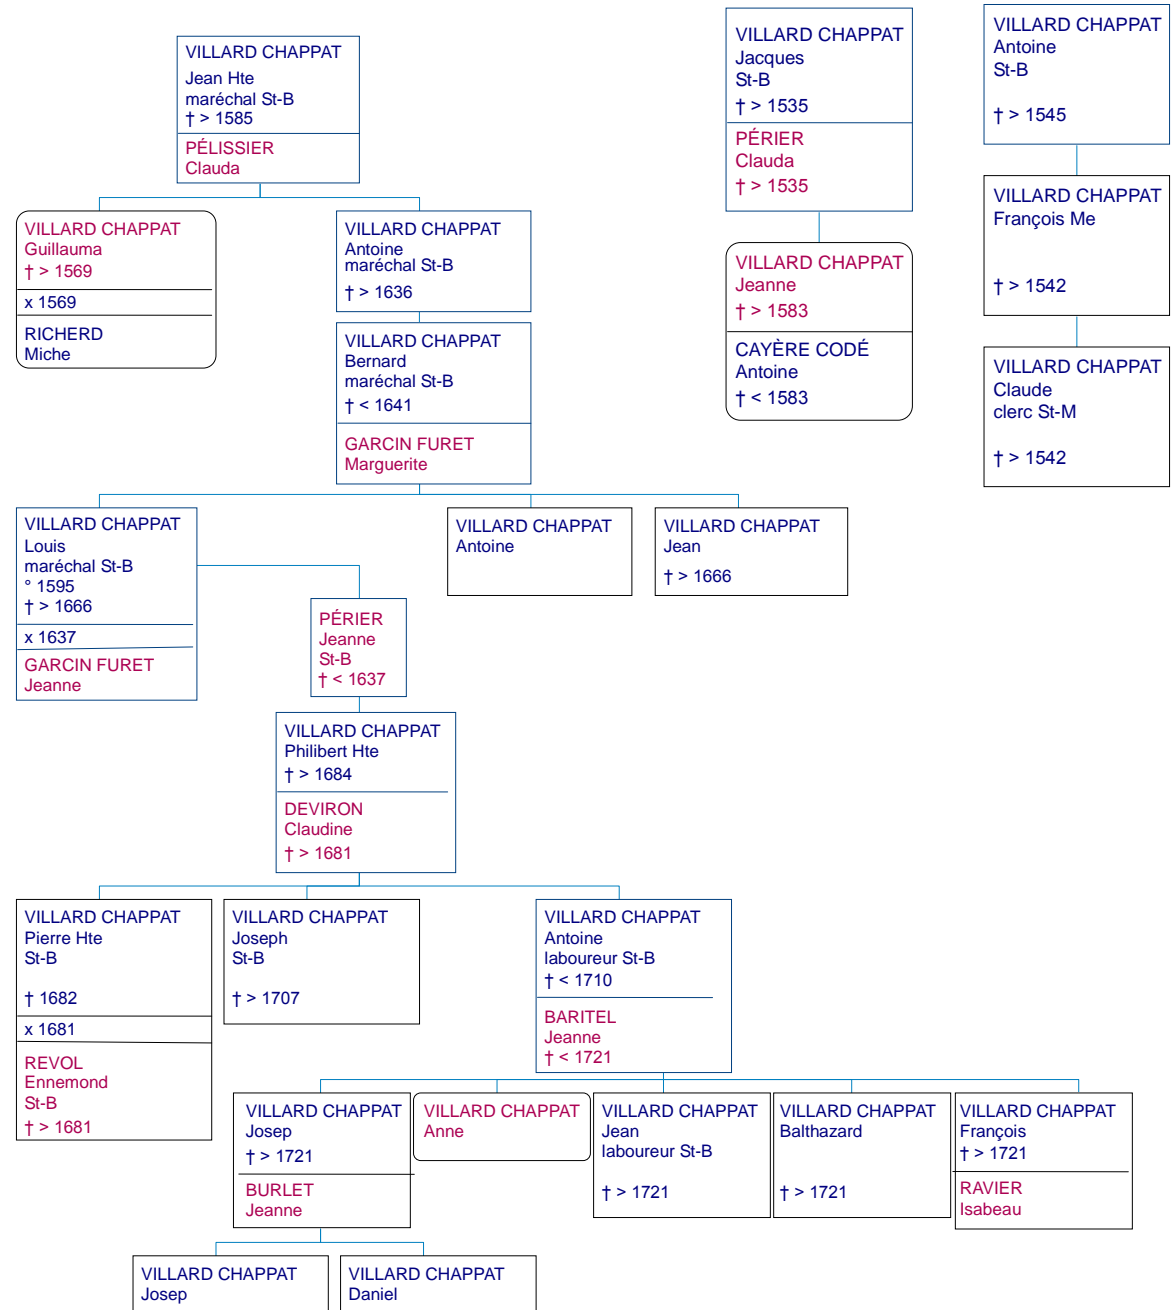 VILLARD CHAPPAT
Jean Hte
maréchal St-B
† > 1585
PÉLISSIER
Clauda
VILLARD CHAPPAT
Jacques
St-B
† > 1535
PÉRIER
Clauda
† > 1535
VILLARD CHAPPAT
Antoine
St-B
† > 1545
VILLARD CHAPPAT
Guillauma
† > 1569
x 1569
RICHERD
Miche
VILLARD CHAPPAT
Antoine
maréchal St-B
† > 1636
VILLARD CHAPPAT
Jeanne
† > 1583
CAYÈRE CODÉ
Antoine
† < 1583
VILLARD CHAPPAT
François Me
† > 1542
VILLARD CHAPPAT
Bernard
maréchal St-B
† < 1641
GARCIN FURET
Marguerite
VILLARD CHAPPAT
Claude
clerc St-M
† > 1542
VILLARD CHAPPAT
Louis
maréchal St-B
° 1595
† > 1666
x 1637
GARCIN FURET
Jeanne
VILLARD CHAPPAT
Antoine
VILLARD CHAPPAT
Jean
† > 1666
PÉRIER
Jeanne
St-B
† < 1637
VILLARD CHAPPAT
Philibert Hte
† > 1684
DEVIRON
Claudine
† > 1681
VILLARD CHAPPAT
Pierre Hte
St-B
† 1682
x 1681
REVOL
Ennemond
St-B
† > 1681
VILLARD CHAPPAT
Joseph
St-B
† > 1707
VILLARD CHAPPAT
Antoine
laboureur St-B
† < 1710
BARITEL
Jeanne
† < 1721
VILLARD CHAPPAT
Josep
† > 1721
BURLET
Jeanne
VILLARD CHAPPAT
Anne
VILLARD CHAPPAT
Jean
laboureur St-B
† > 1721
VILLARD CHAPPAT
Balthazard
† > 1721
VILLARD CHAPPAT
François
† > 1721
RAVIER
Isabeau
VILLARD CHAPPAT
Josep
VILLARD CHAPPAT
Daniel